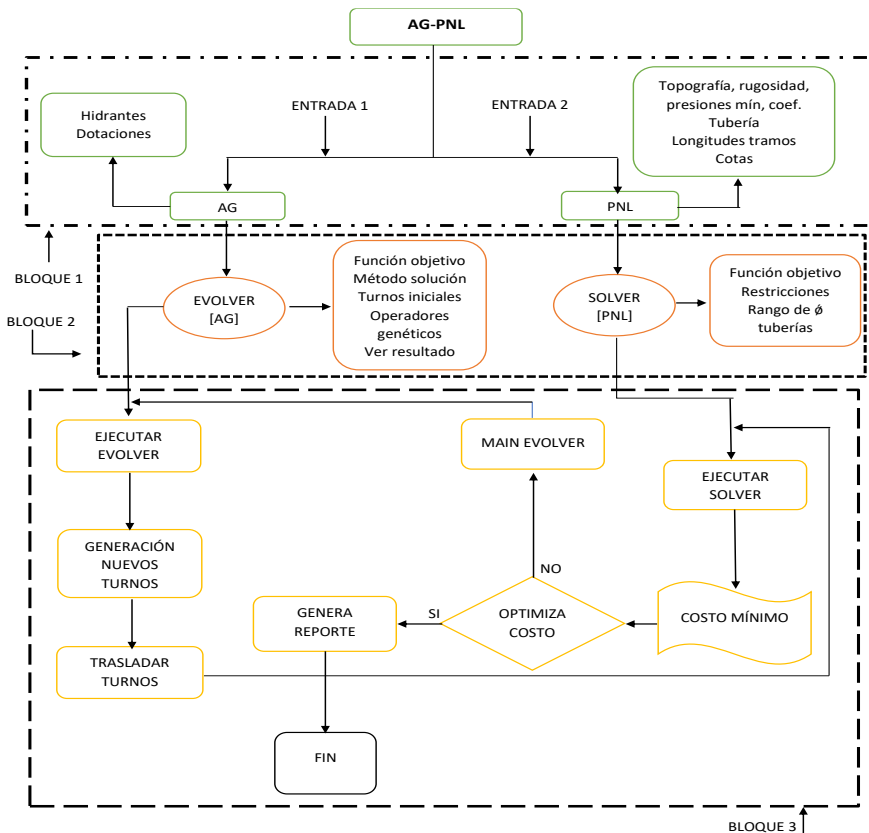 AG-PNL
ENTRADA 1
ENTRADA 2
Hidrantes
Dotaciones
Topografía, rugosidad,
presiones mín, coef.
Tubería
Longitudes tramos
Cotas
AG
PNL
BLOQUE 1
BLOQUE 2
EVOLVER
[AG]
Función objetivo
Método solución
Turnos iniciales
Operadores
genéticos
Ver resultado
SOLVER
[PNL]
Función objetivo
Restricciones
Rango de ø
tuberías
EJECUTAR
EVOLVER
MAIN EVOLVER
EJECUTAR
SOLVER
GENERACIÓN
NUEVOS
TURNOS
NO
SI
GENERA
REPORTE
OPTIMIZA
COSTO
COSTO MÍNIMO
TRASLADAR
TURNOS
FIN
BLOQUE 3